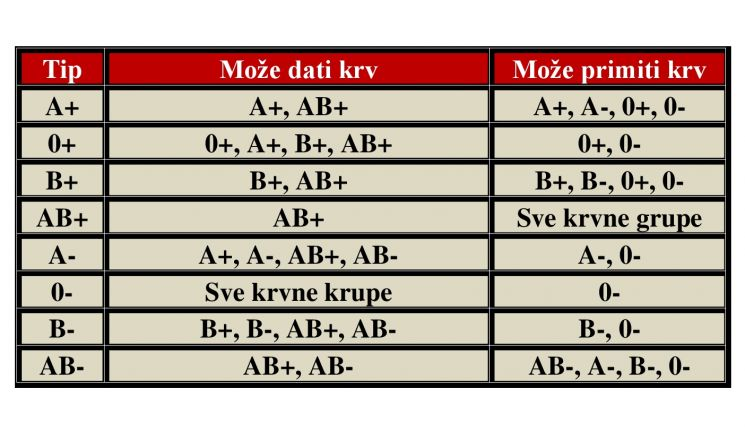 Tip Može dati krv Može primiti krv
A+ A+, AB+ A+, A-, 0+, 0-
0+ 0+, A+, B+, AB+ 0+, 0-
B+ B+, AB+ B+, B-, 0+, 0-
AB+ AB+ Sve krvne grupe
A- A+, A-, AB+, AB- A-, 0-
0- Sve krvne krupe 0-
B- B+, B-, AB+, AB- B-, 0-
AB- AB+, AB- AB-, A-, B-, 0-